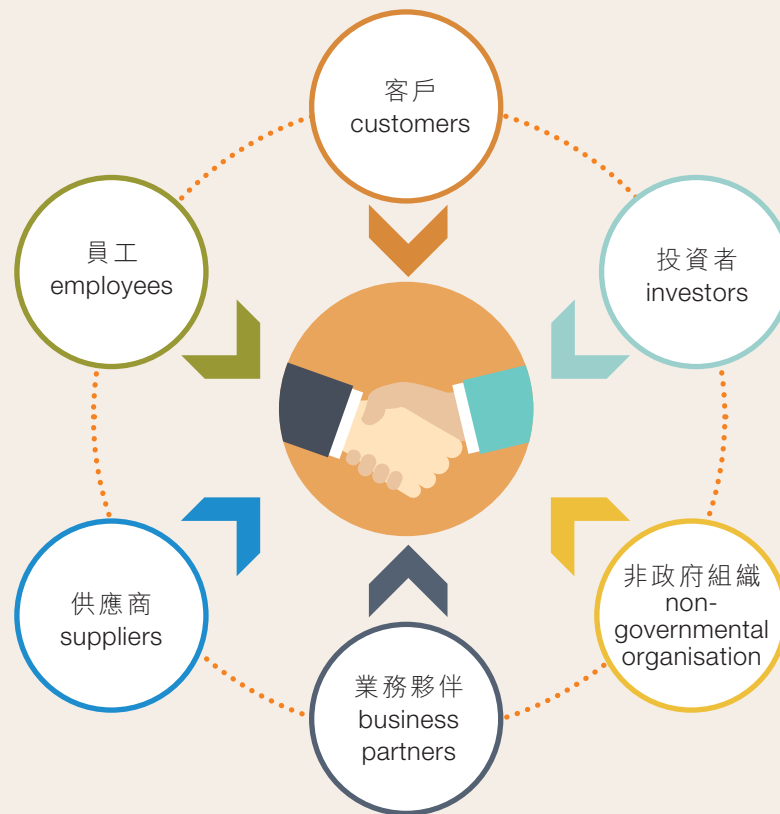 客戶
customers
員工
employees
投資者
investors
供應商
suppliers
非政府組織
non-
governmental
organisation
業務夥伴
business
partners